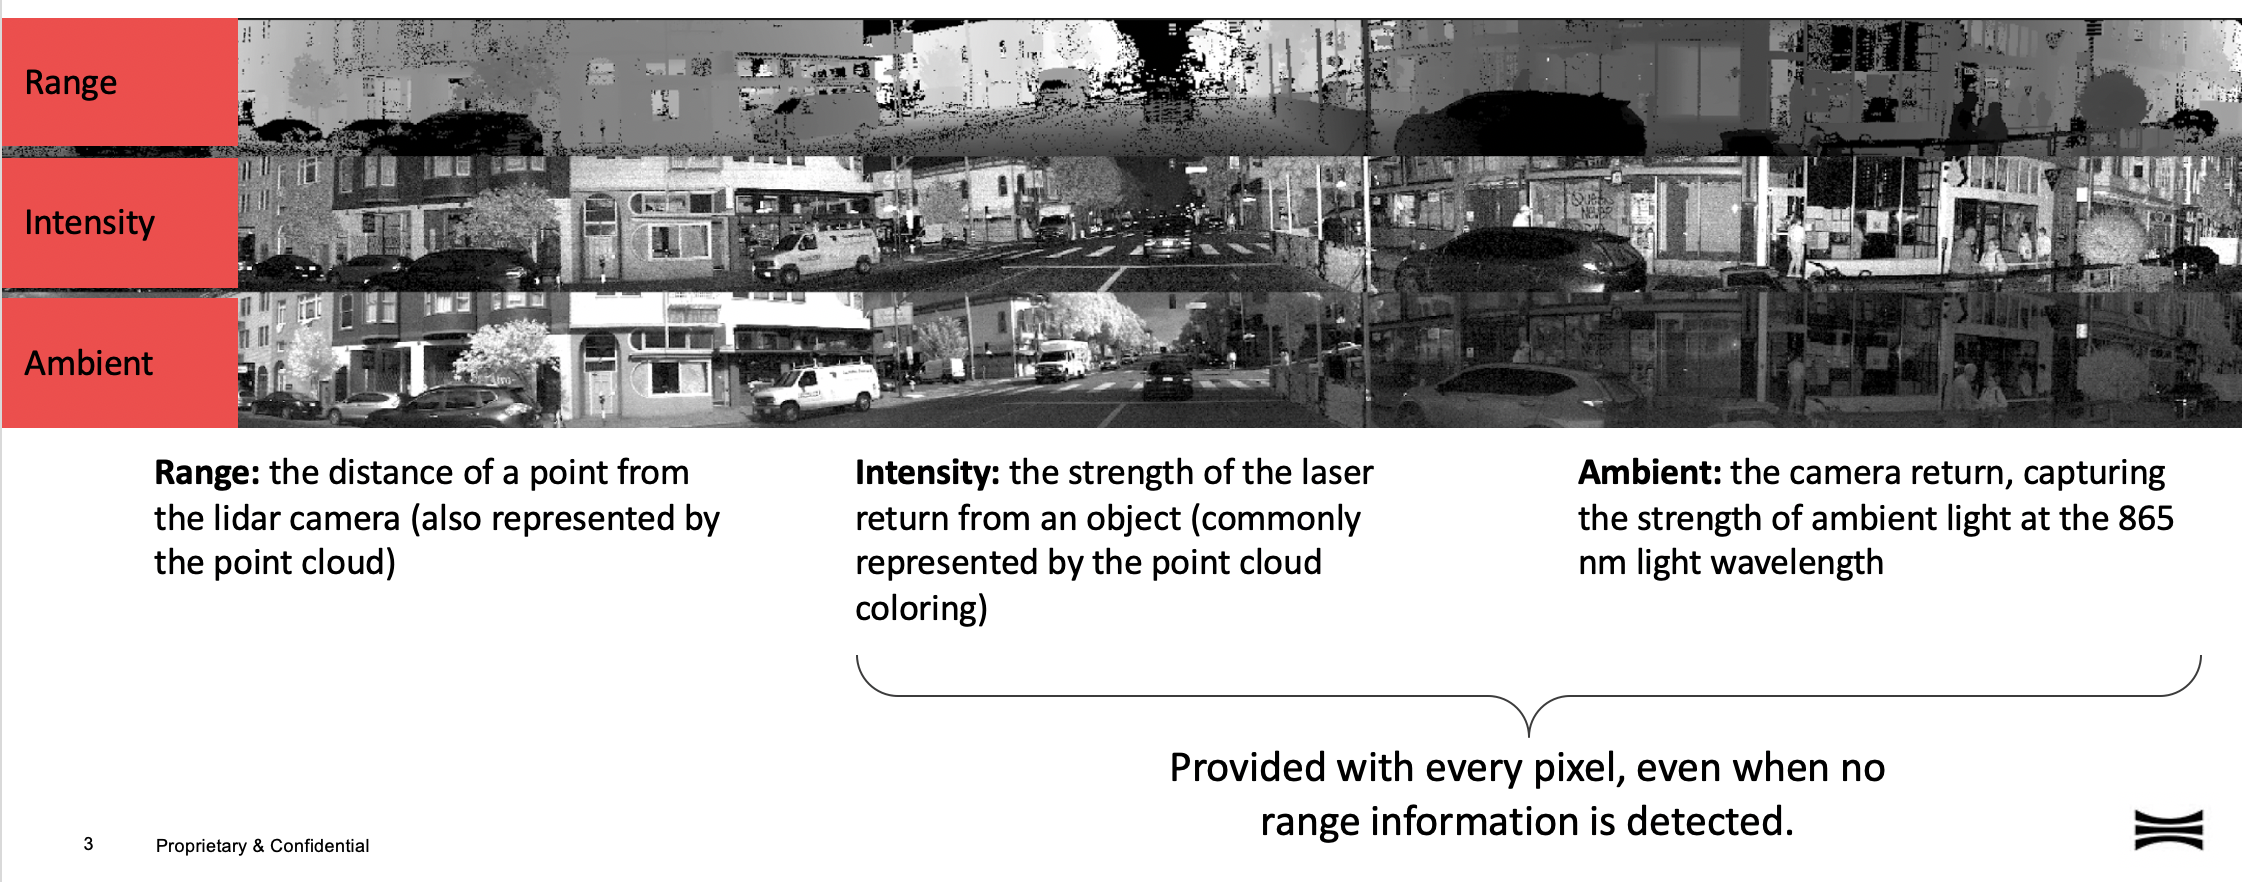 Range
Intensity
Ambient
QUEENS
NEVER
Range: the distance of a point from
the lidar camera (also represented by
the point cloud)
Intensity: the strength of the laser
return from an object (commonly
represented by the point cloud
coloring)
Ambient: the camera return, capturing
the strength of ambient light at the 865
nm light wavelength
Provided with every pixel, even when no
range information is detected.
3
Proprietary & Confidential